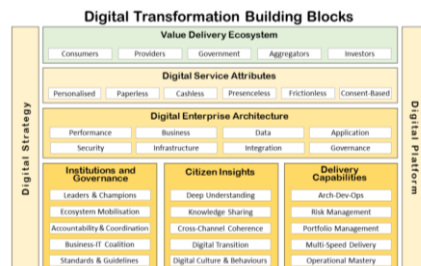 Digital Transformation Building Blocks
Value Delivery Ecosystem
Consumers Providers Government Aggregators Investors
Digital Service Attributes
Personalised Paperless Cashless Presenceless Frictionless Consent-Based
Digital Enterprise Architecture
Performance Business Data Application
Security Infrastructure Integration Governance
Digital Strategy
Institutions and
Governance
Leaders & Champions
Ecosystem Mobilisation
Accountability & Coordination
Business-IT Coalition
Standards & Guidelines
Citizen Insights
Deep Understanding
Knowledge Sharing
Cross-Channel Coherence
Digital Transition
Digital Culture & Behaviours
Delivery
Capabilities
Arch-Dev-Ops
Risk Management
Portfolio Management
Multi-Speed Delivery
Operational Mastery
Digital Platform